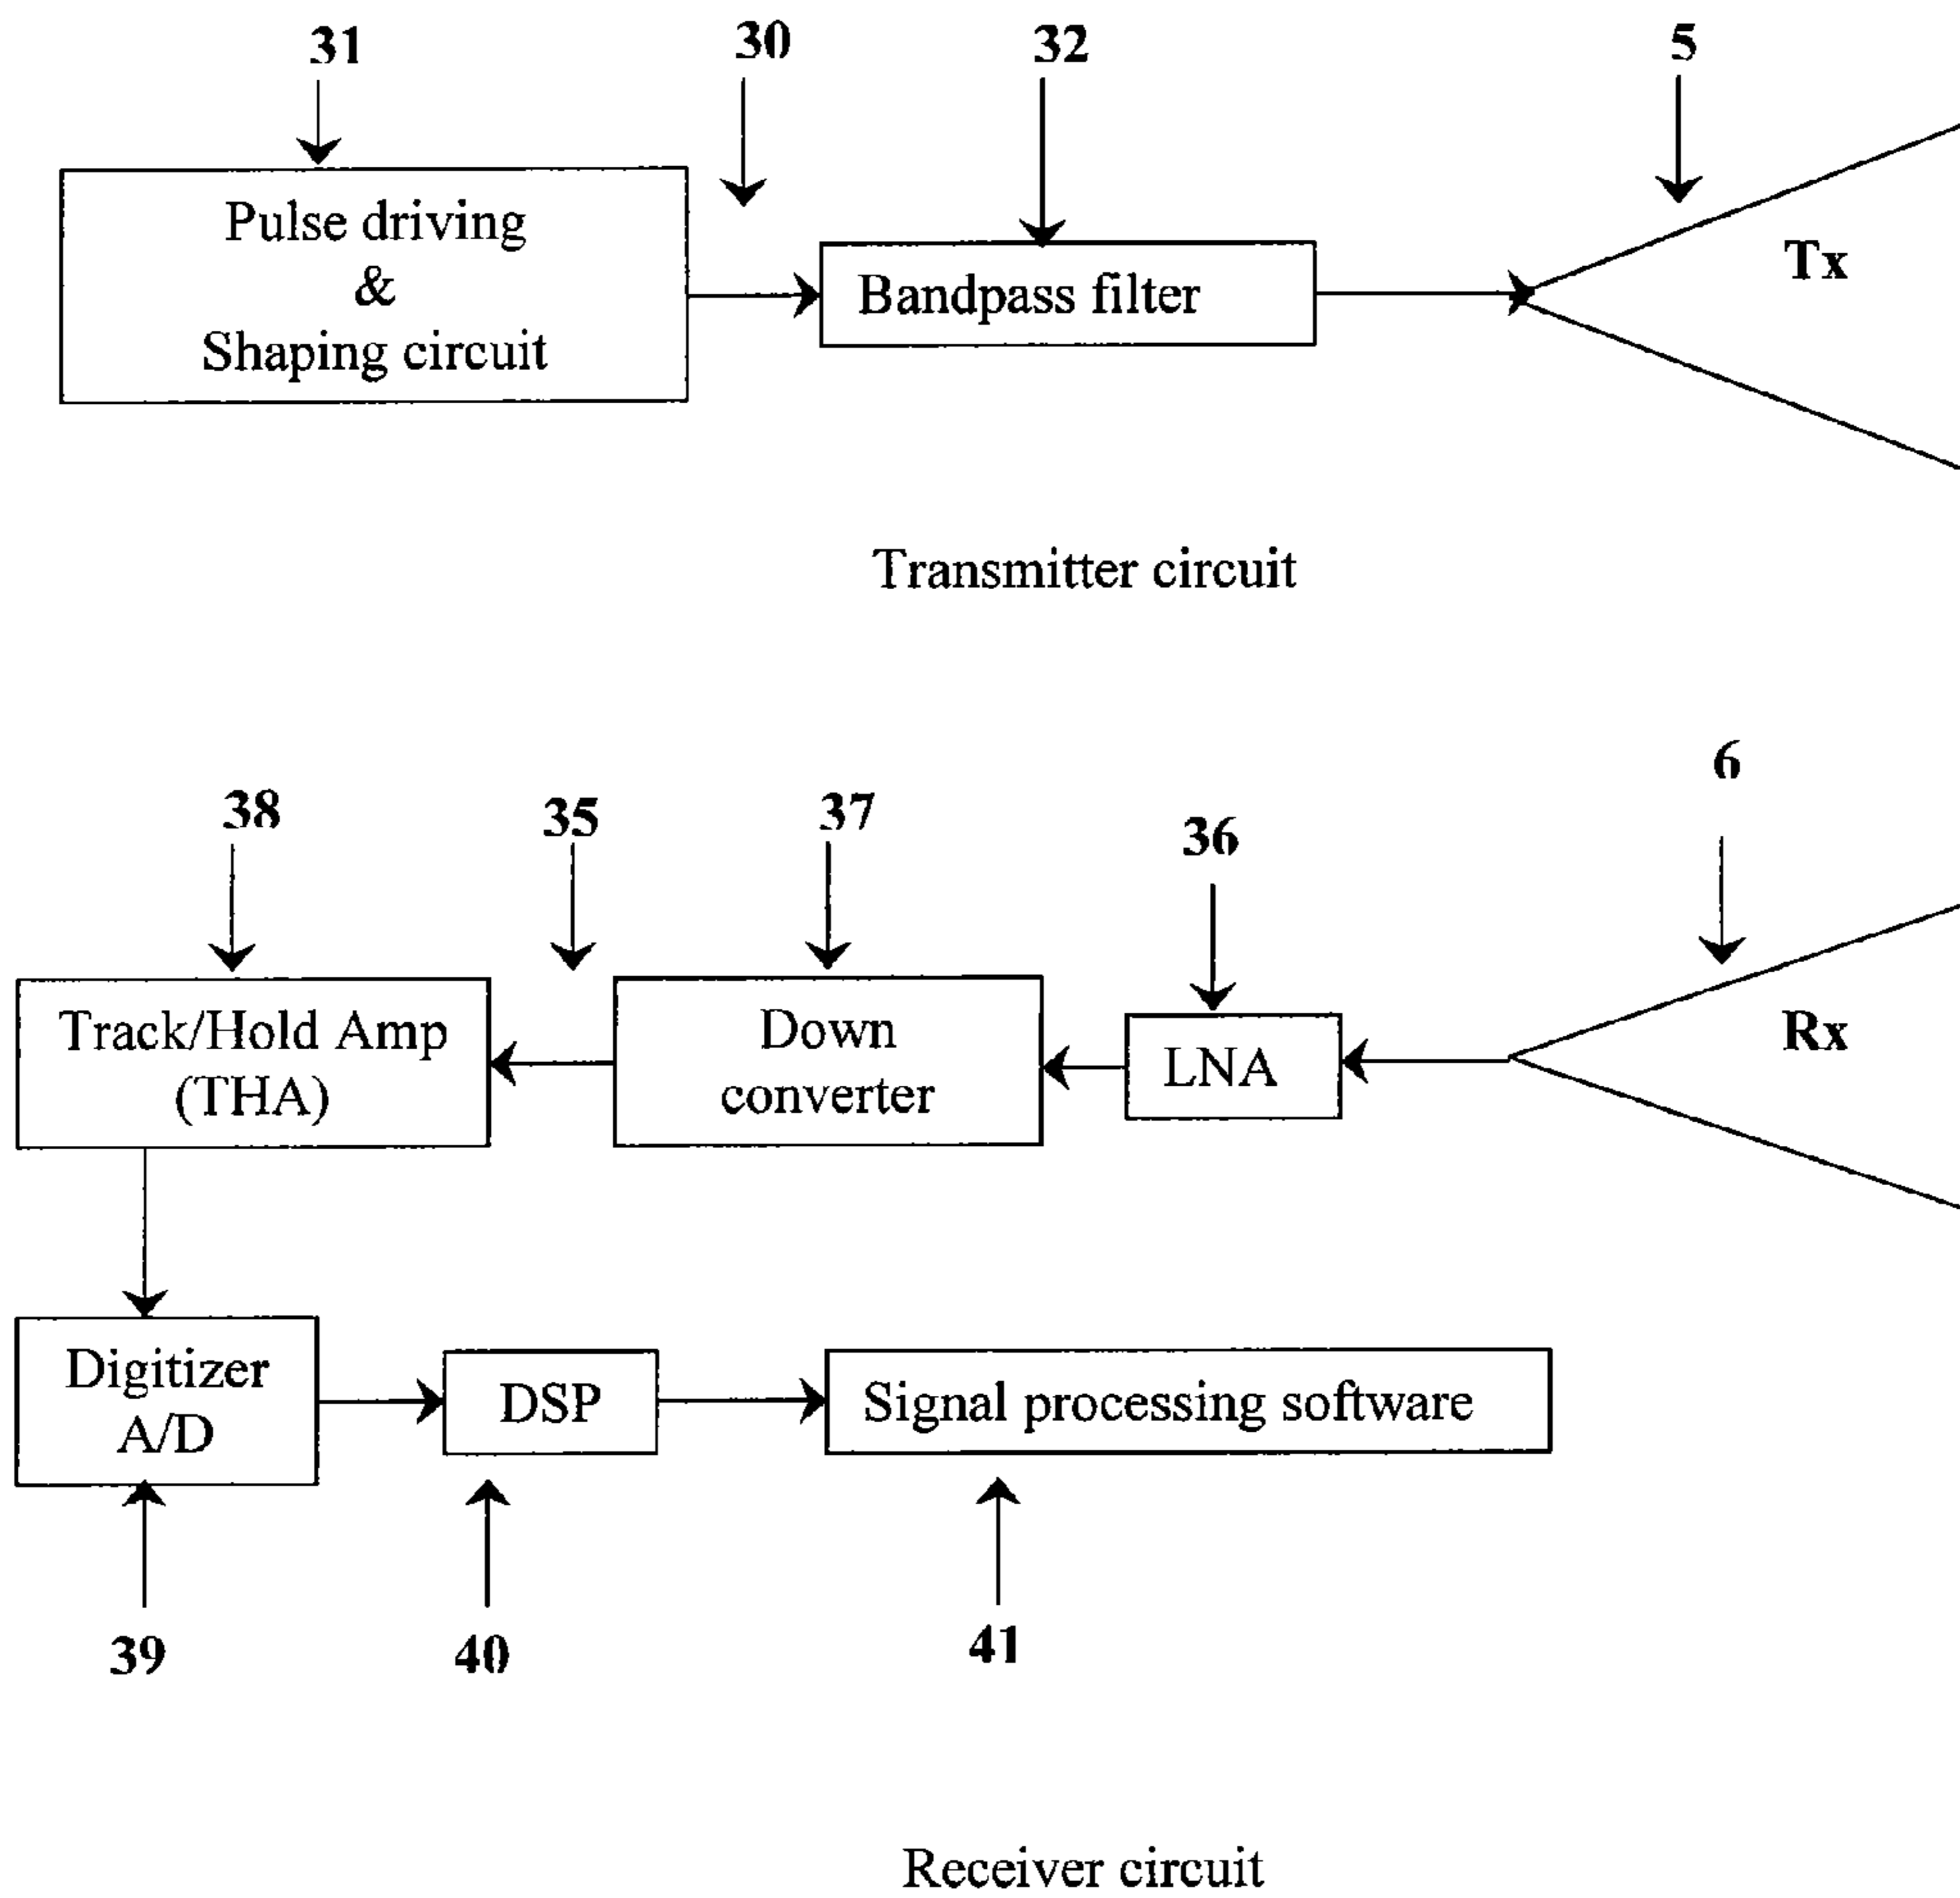 31
30
32
5
Pulse driving
&
Shaping circuit
Bandpass filter
Tx
Transmitter circuit
6
38
35
37
36
Track/Hold Amp
(THA)
Down
converter
LNA
Rx
Digitizer
A/D
DSP
Signal processing software
39
40
41
Receiver circuit